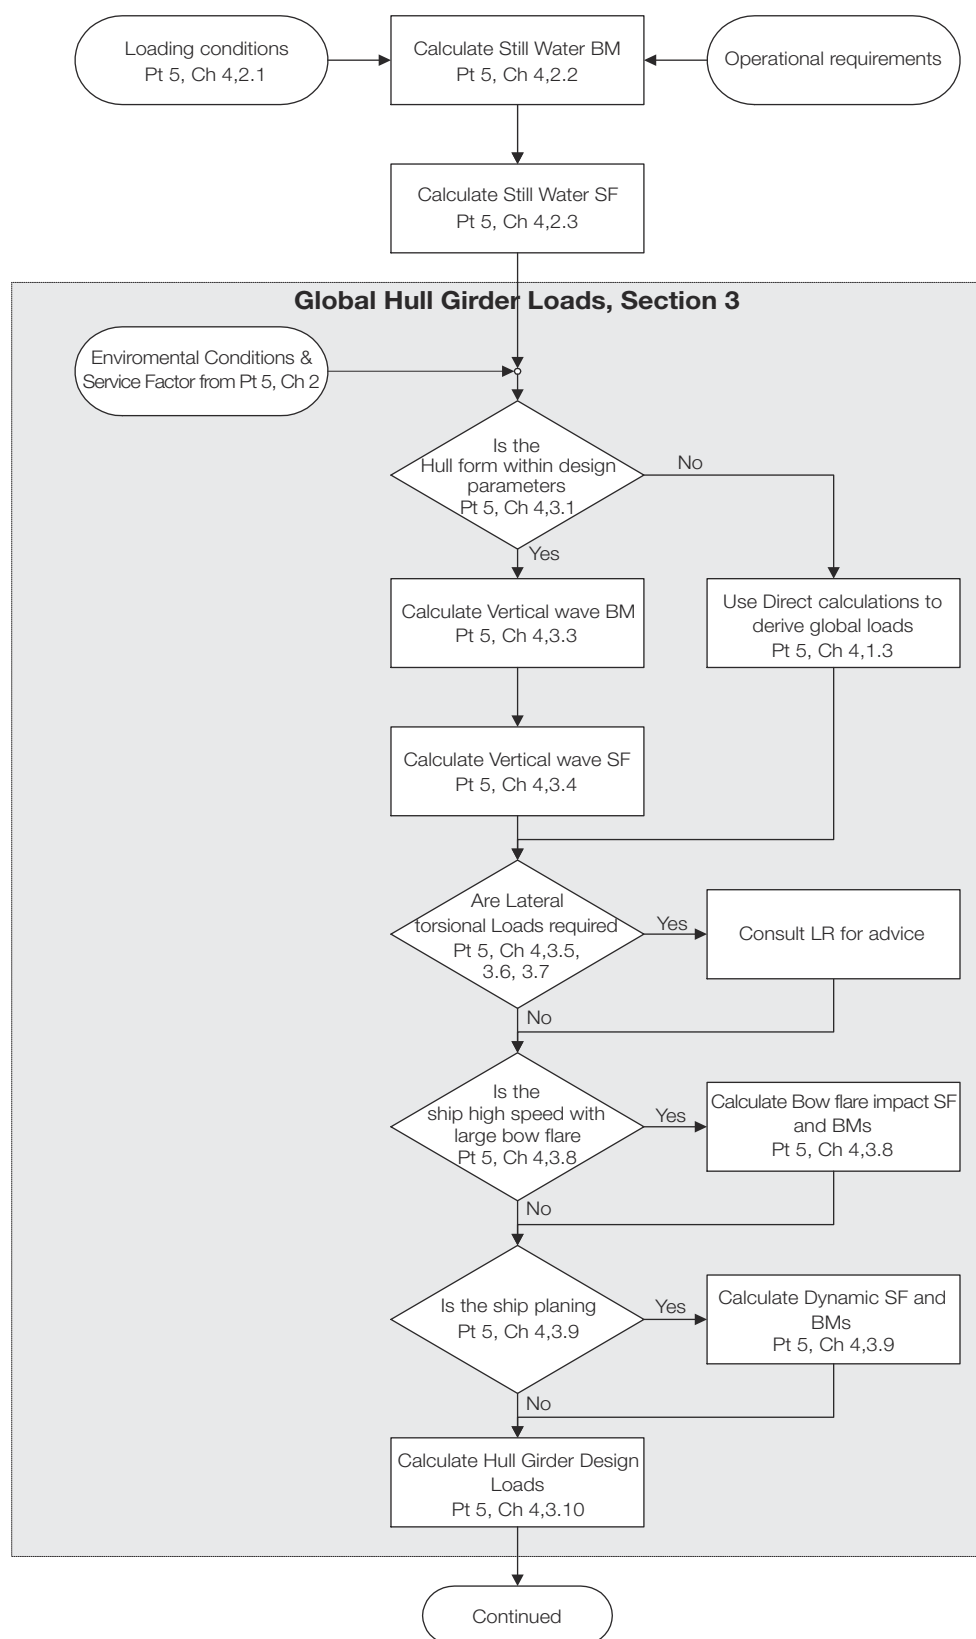 Loading conditions
Pt 5, Ch 4,2.1
Calculate Still Water BM
Pt 5, Ch 4,2.2
Operational requirements
Calculate Still Water SF
Pt 5, Ch 4,2.3
Global Hull Girder Loads, Section 3
Enviromental Conditions &
Service Factor from Pt 5, Ch 2
Is the
Hull form within design
parameters
Pt 5, Ch 4,3.1
No
Yes
Calculate Vertical wave BM
Pt 5, Ch 4,3.3
Use Direct calculations to
derive global loads
Pt 5, Ch 4,1.3
Calculate Vertical wave SF
Pt 5, Ch 4,3.4
Are Lateral
torsional Loads required
Pt 5, Ch 4,3.5,
3.6, 3.7
Yes
Consult LR for advice
No
Is the
ship high speed with
large bow flare
Pt 5, Ch 4,3.8
Yes
Calculate Bow flare impact SF
and BMs
Pt 5, Ch 4,3.8
No
Is the ship planing
Pt 5, Ch 4,3.9
Yes
Calculate Dynamic SF and
BMs
Pt 5, Ch 4,3.9
No
Calculate Hull Girder Design
Loads
Pt 5, Ch 4,3.10
Continued